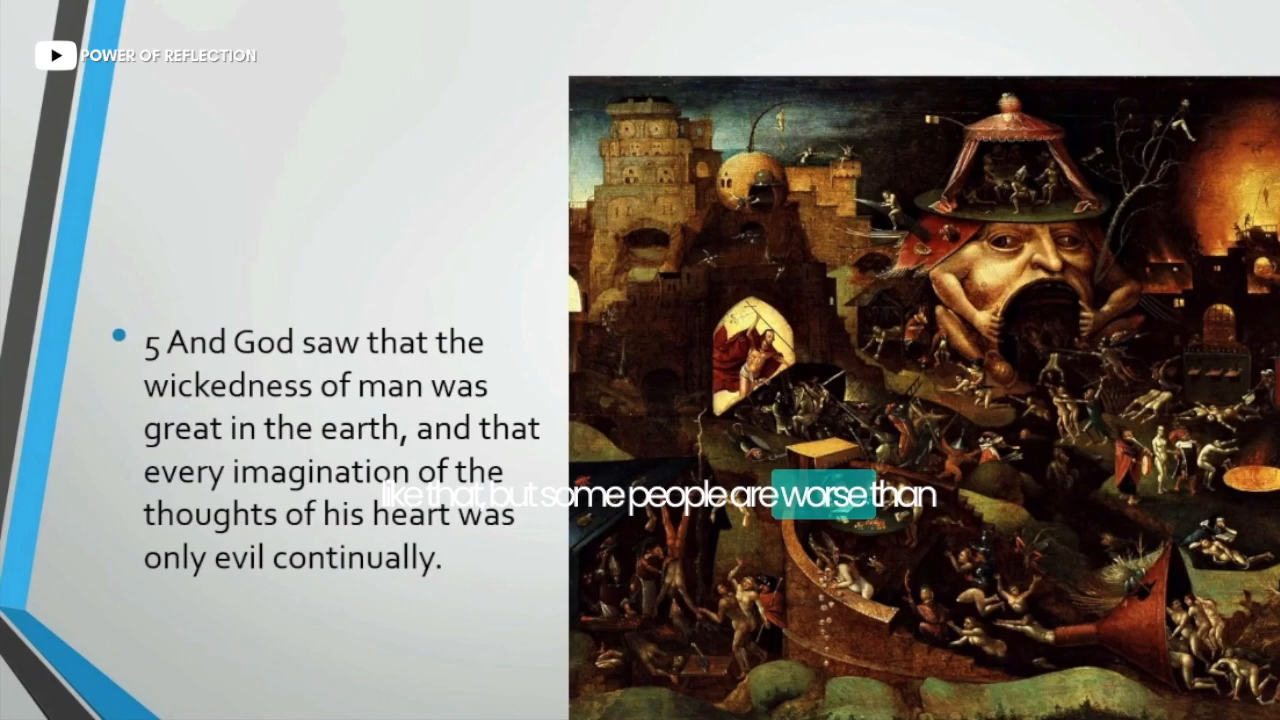 POWER OF REFLECTION
5 And God saw that the
wickedness of man was
great in the earth, and that
every imagination of the
thoughts of his heart was
only evil continually.
like that, but some people are worse than